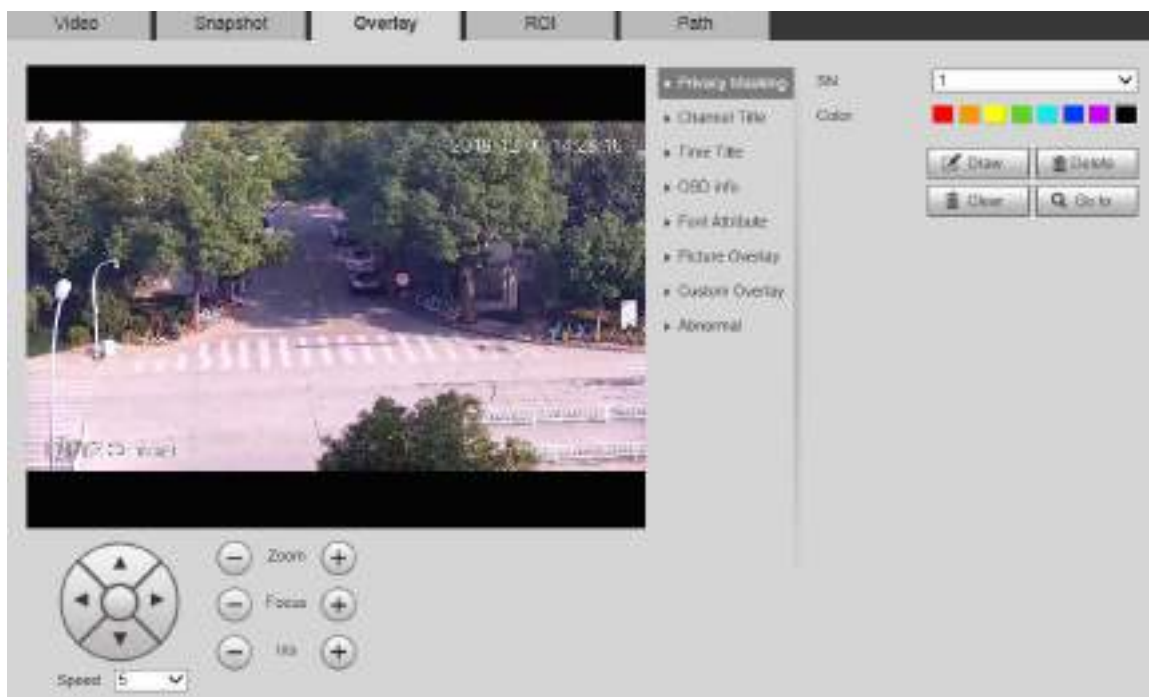 Video Snapshot Overlay ROI Path
Privacy Masking
Channel Title
Time Title
OSD info
Font Attribute
Picture Overlay
Custom Overlay
Abnormal
SN 1
Color
Draw Delete
Clear Go to
Zoom
Focus
Iris
Speed 5